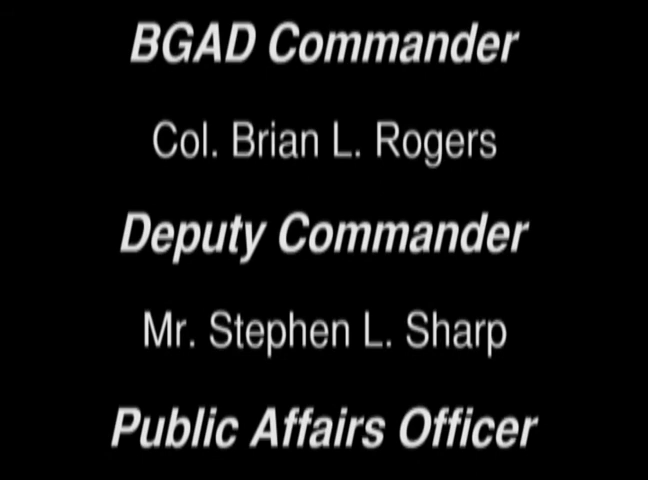 BGAD Commander
Col. Brian L. Rogers
Deputy Commander
Mr. Stephen L. Sharp
Public Affairs Officer